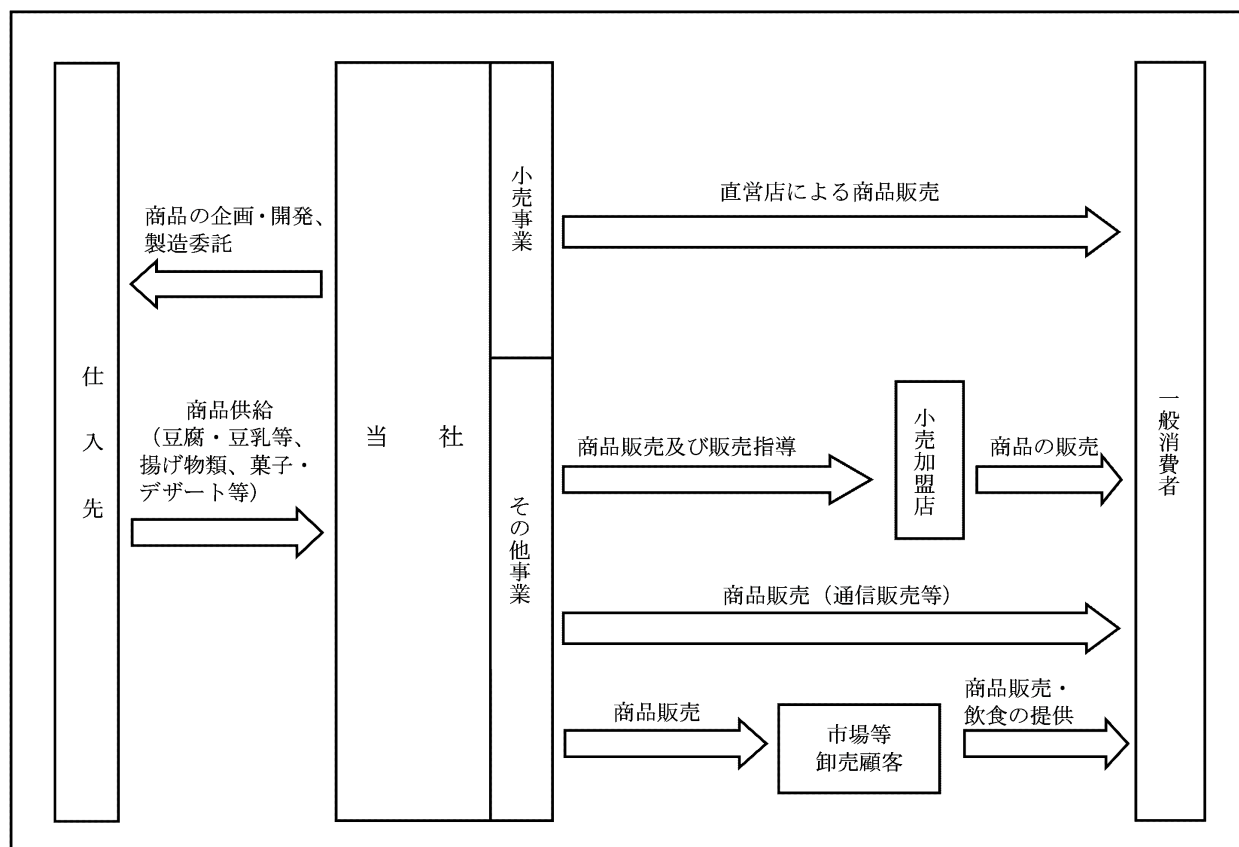 仕入先
商品の企画・開発、
製造委託
商品供給
（豆腐・豆乳等、
揚げ物類、菓子・
デザート等）
当社
小売事業
その他事業
直営店による商品販売
商品販売及び販売指導
小売加盟店
商品の販売
商品販売（通信販売等）
商品販売
市場等
卸売顧客
商品販売・
飲食の提供
一般消費者